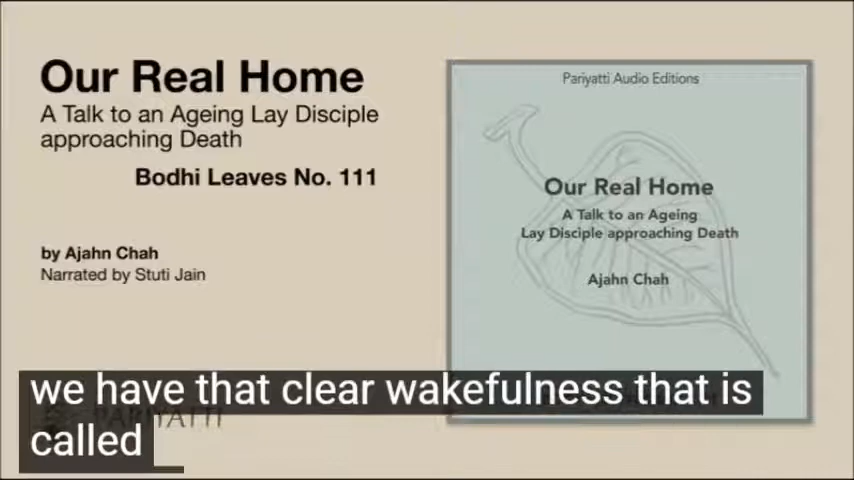 Our Real Home
A Talk to an Ageing Lay Disciple
approaching Death
Bodhi Leaves No. 111
by Ajahn Chah
Narrated by Stuti Jain
Pariyatti Audio Editions
Our Real Home
A Talk to an Ageing
Lay Disciple approaching Death
Ajahn Chah
PARIYATTI
we have that clear wakefulness that is
called